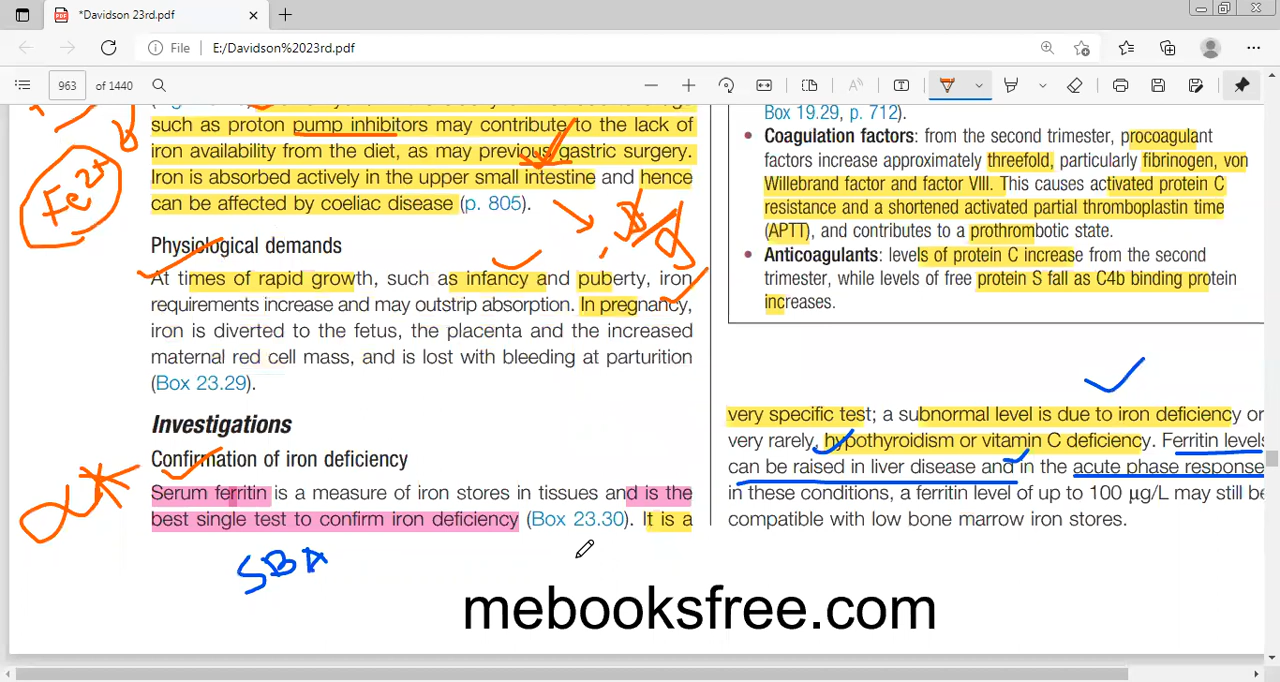 *Davidson 23rd.pdf
File E:/Davidson%2023rd.pdf
963 of 1440
such as proton pump inhibitors may contribute to the lack of
iron availability from the diet, as may previous gastric surgery.
Iron is absorbed actively in the upper small intestine and hence
can be affected by coeliac disease (p. 805).
Fe2+
Physiological demands
At times of rapid growth, such as infancy and puberty, iron
requirements increase and may outstrip absorption. In pregnancy,
iron is diverted to the fetus, the placenta and the increased
maternal red cell mass, and is lost with bleeding at parturition
(Box 23.29).
Investigations
Confirmation of iron deficiency
Serum ferritin is a measure of iron stores in tissues and is the
best single test to confirm iron deficiency (Box 23.30). It is a
SBA
Box 19.29, p. 712).
• Coagulation factors: from the second trimester, procoagulant
factors increase approximately threefold, particularly fibrinogen, von
Willebrand factor and factor VIII. This causes activated protein C
resistance and a shortened activated partial thromboplastin time
(APTT), and contributes to a prothrombotic state.
• Anticoagulants: levels of protein C increase from the second
trimester, while levels of free protein S fall as C4b binding protein
increases.
very specific test; a subnormal level is due to iron deficiency or
very rarely, hypothyroidism or vitamin C deficiency. Ferritin levels
can be raised in liver disease and in the acute phase response
in these conditions, a ferritin level of up to 100 μg/L may still be
compatible with low bone marrow iron stores.
mebooksfree.com